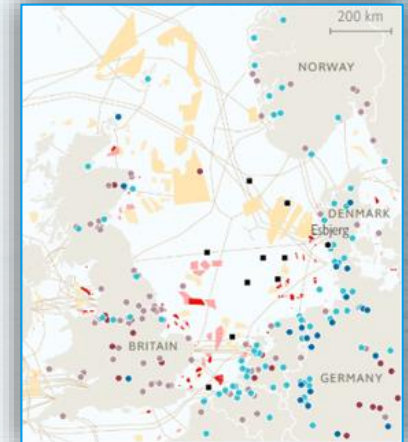 200 km
NORWAY
DENMARK
Esbjerg
BRITAIN
GERMANY